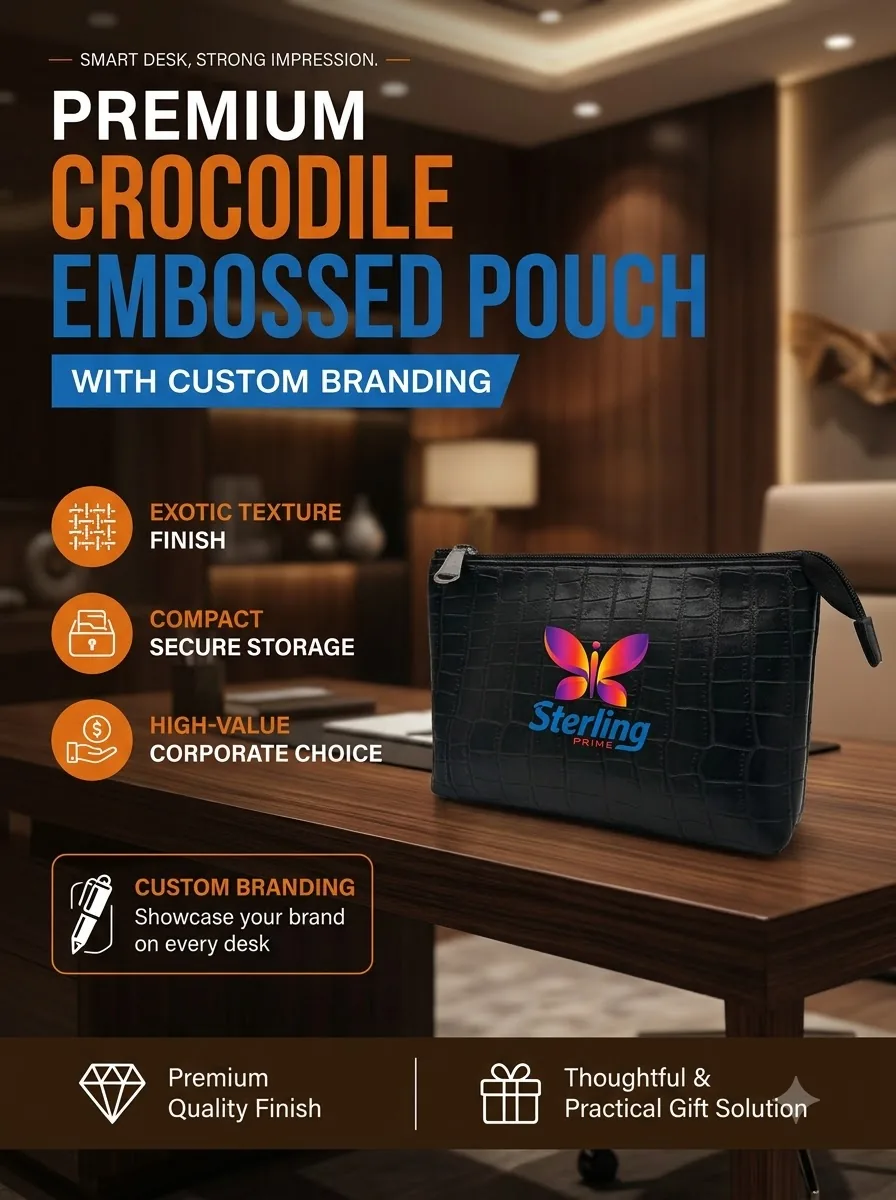 SMART DESK, STRONG IMPRESSION.
PREMIUM
CROCODILE
EMBOSSED POUCH
WITH CUSTOM BRANDING
EXOTIC TEXTURE
FINISH
COMPACT
SECURE STORAGE
HIGH-VALUE
CORPORATE CHOICE
Sterling
PRIME
CUSTOM BRANDING
Showcase your brand
on every desk
Premium
Quality Finish
Thoughtful &
Practical Gift Solution